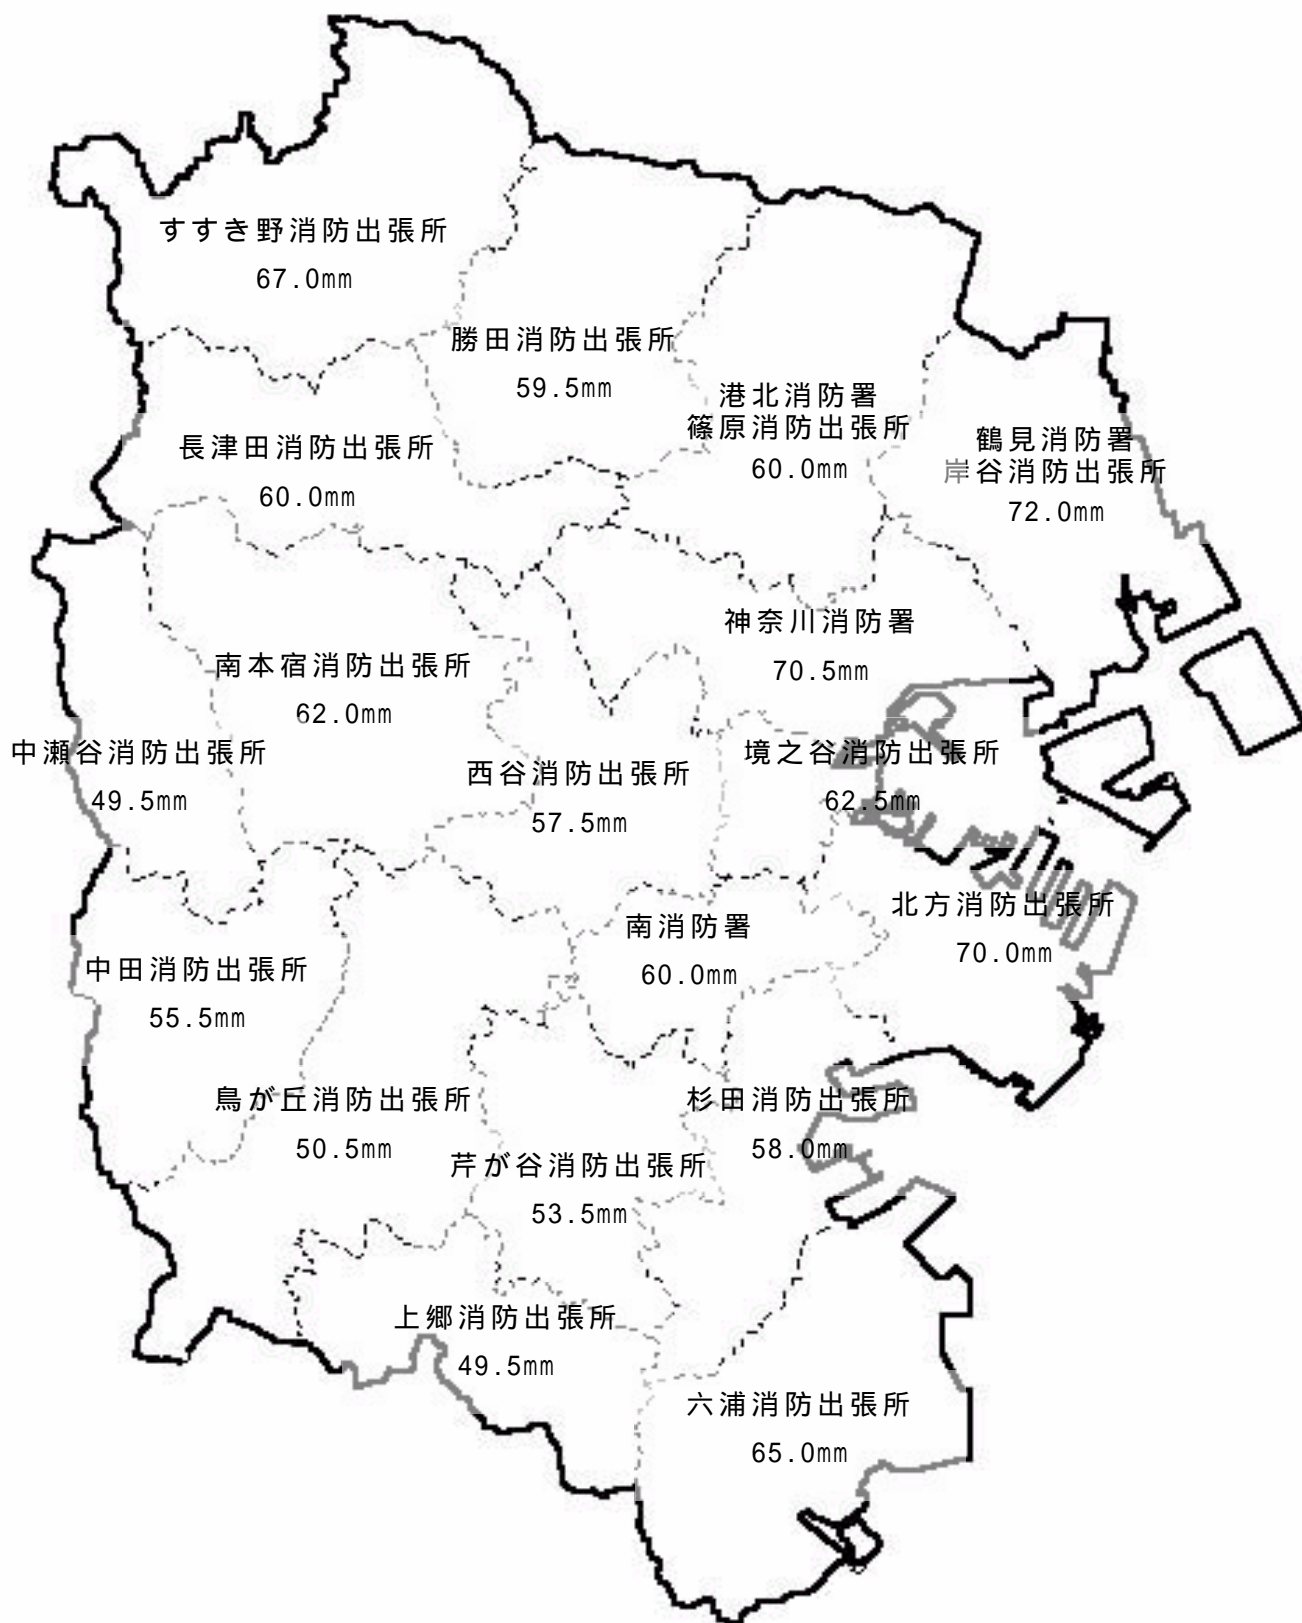 すすき野消防出張所
67.0mm
勝田消防出張所
59.5mm
港北消防署
篠原消防出張所
60.0mm
鶴見消防署
岸谷消防出張所
72.0mm
長津田消防出張所
60.0mm
神奈川消防署
70.5mm
南本宿消防出張所
62.0mm
中瀬谷消防出張所
49.5mm
西谷消防出張所
57.5mm
境之谷消防出張所
62.5mm
北方消防出張所
70.0mm
南消防署
60.0mm
中田消防出張所
55.5mm
鳥が丘消防出張所
50.5mm
杉田消防出張所
58.0mm
芹が谷消防出張所
53.5mm
上郷消防出張所
49.5mm
六浦消防出張所
65.0mm